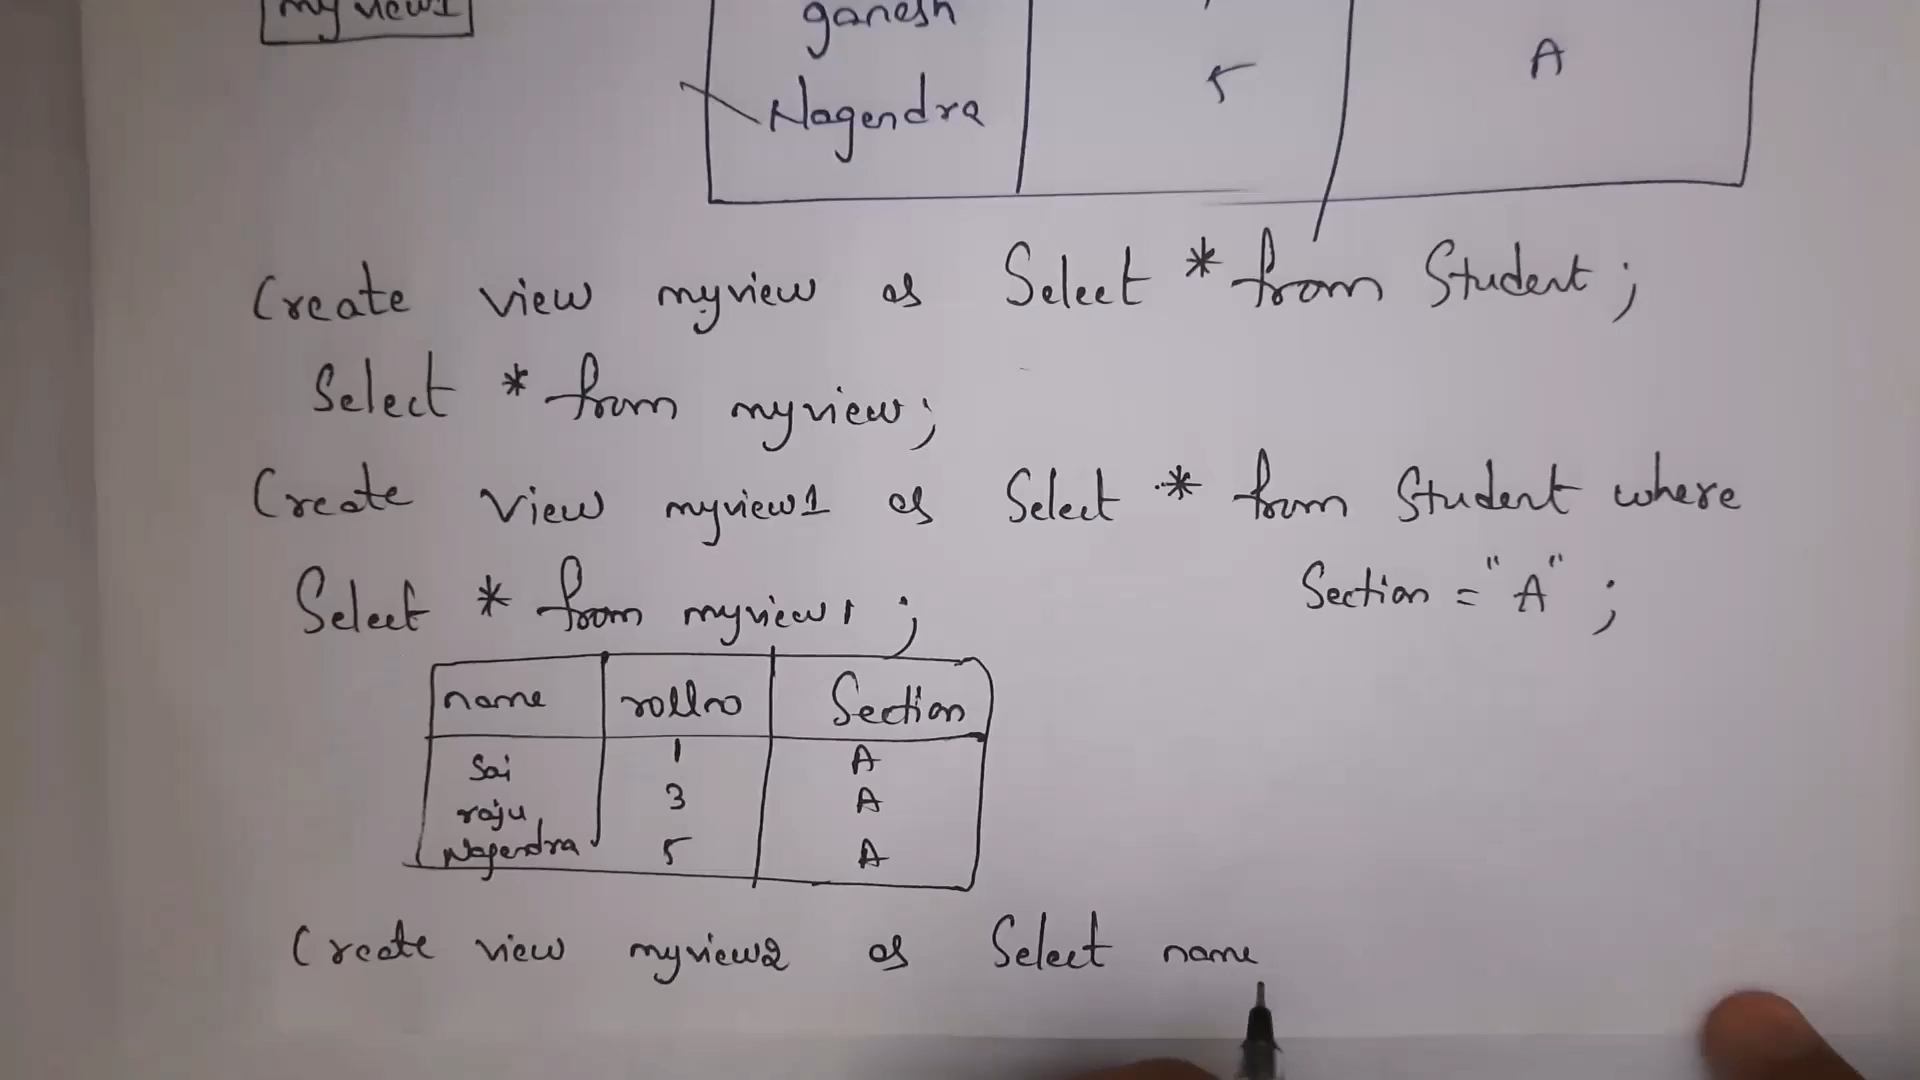 myview1
ganesh
Nagendra 5 A
Create view myview as Select * from Student;
Select * from myview;
Create view myview1 as Select * from Student where
Section = "A" ;
Select * from myview1 ;
name rollno Section
Sai 1 A
raju 3 A
Nagendra 5 A
Create view myview2 as Select name